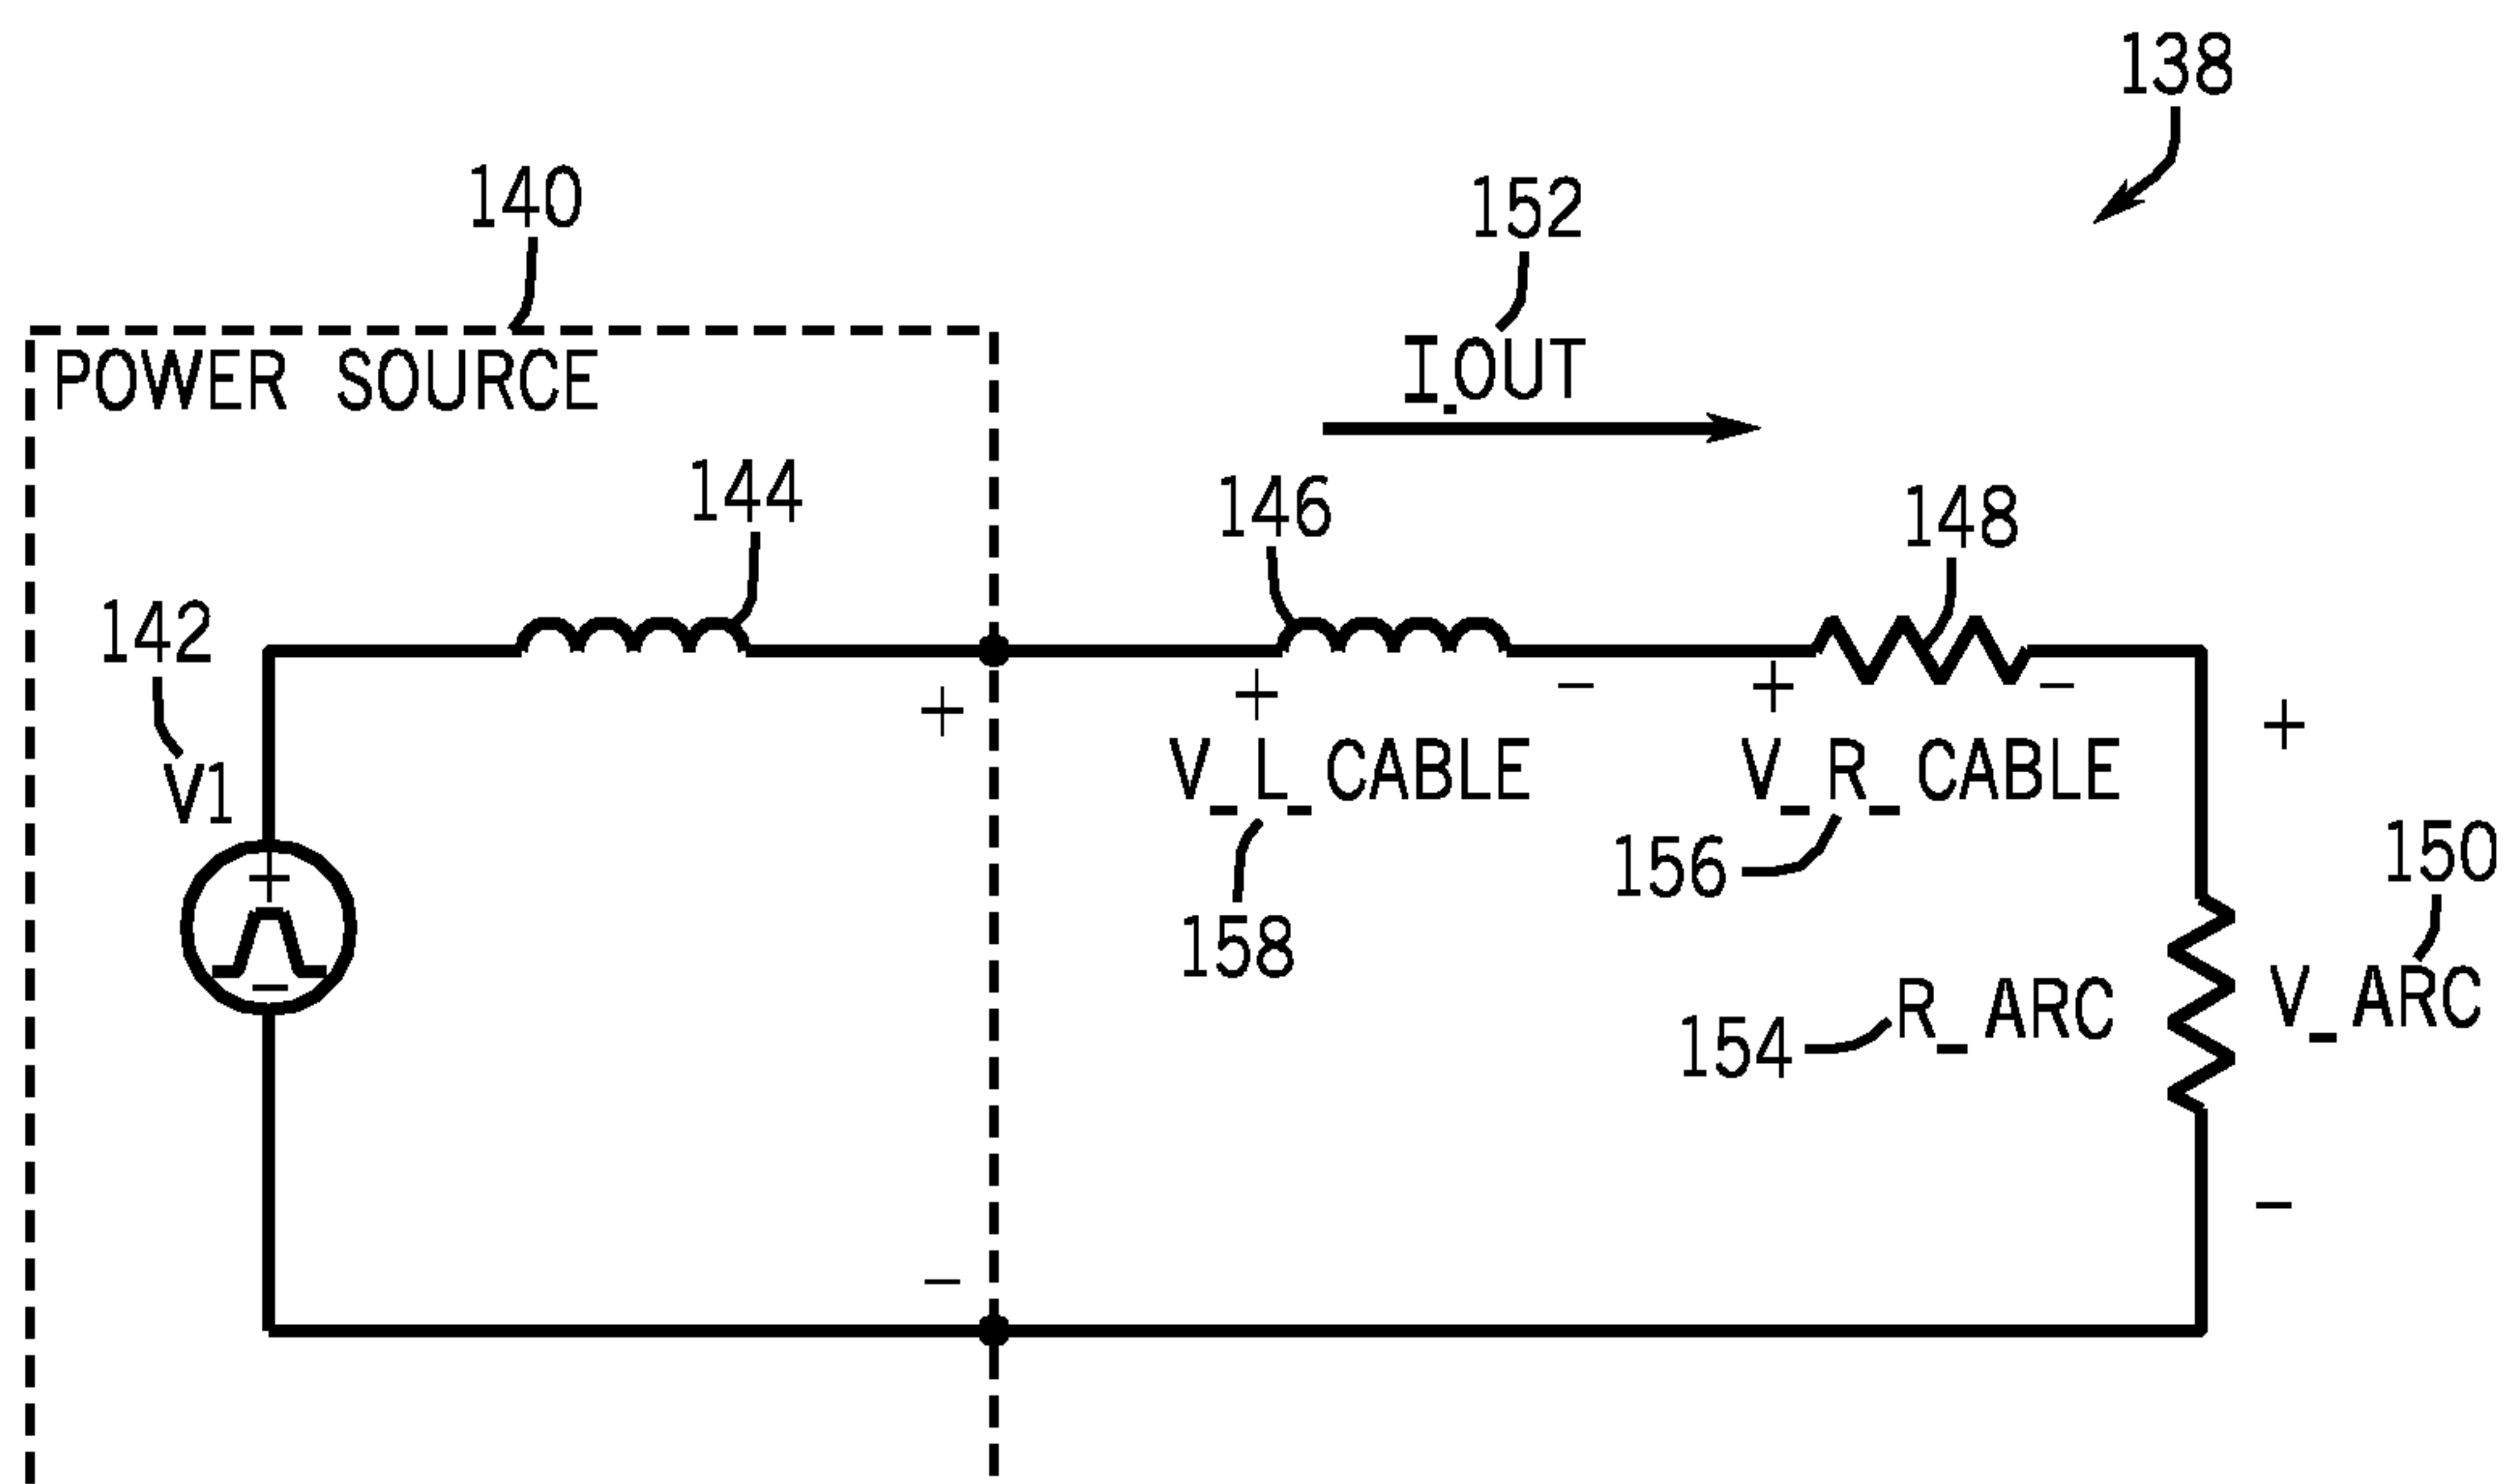 138
140
152
POWER SOURCE
I_OUT
144
146
148
142
+
+ -
+ -
+
V1
V_L_CABLE
V_R_CABLE
156
150
+
158
-
R_ARC
V_ARC
154
-
-